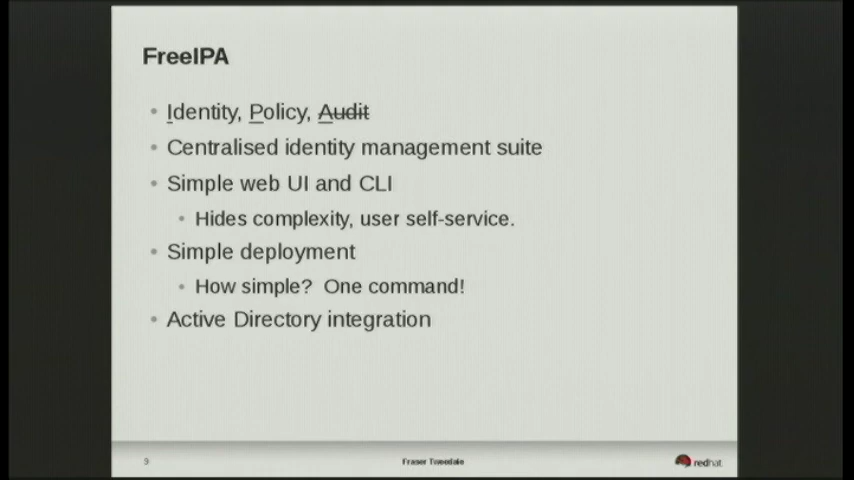 FreeIPA
Identity, Policy, Audit
Centralised identity management suite
Simple web UI and CLI
Hides complexity, user self-service.
Simple deployment
How simple?  One command!
Active Directory integration
9
Fraser Tweedale
redhat